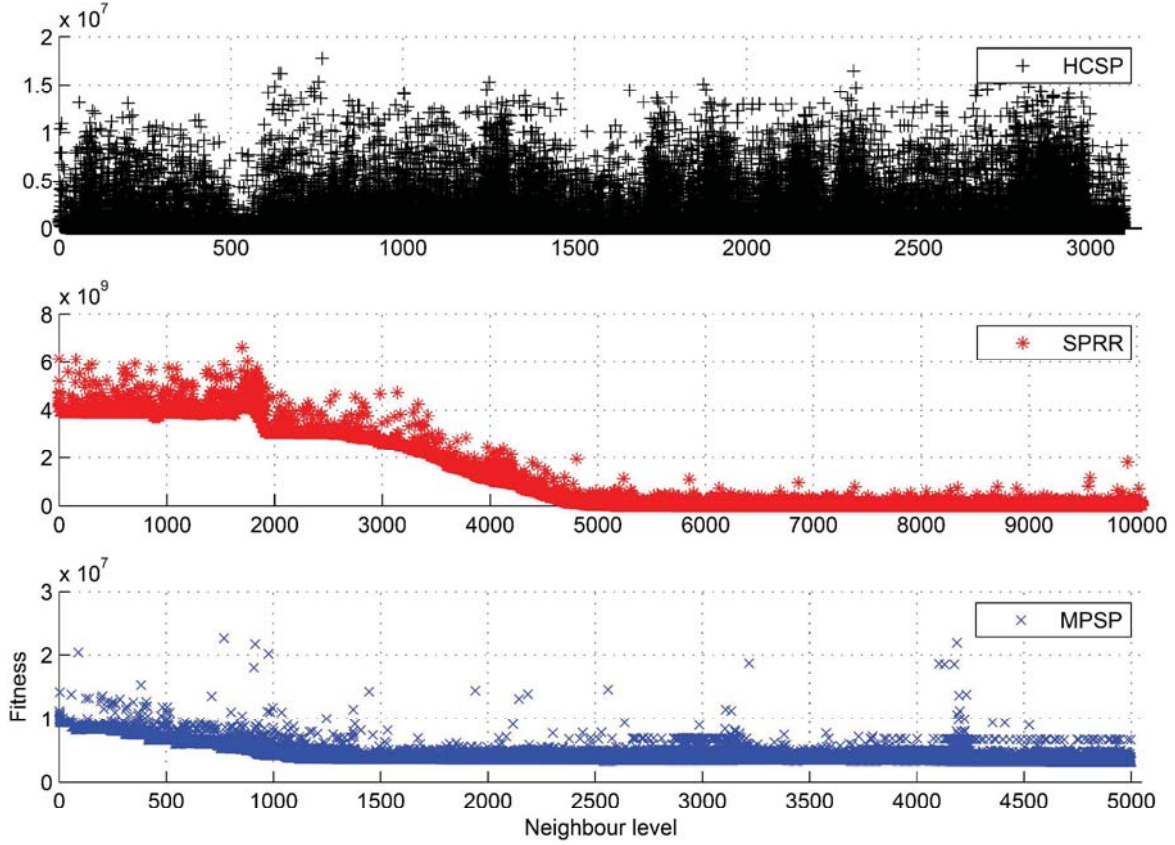 x 10^7
2
1.5
1
0.5
0
HCSP
0 500 1000 1500 2000 2500 3000
x 10^9
8
6
4
2
0
SPRR
0 1000 2000 3000 4000 5000 6000 7000 8000 9000 10000
x 10^7
3
2
1
0
MPSP
Fitness
0 500 1000 1500 2000 2500 3000 3500 4000 4500 5000
Neighbour level